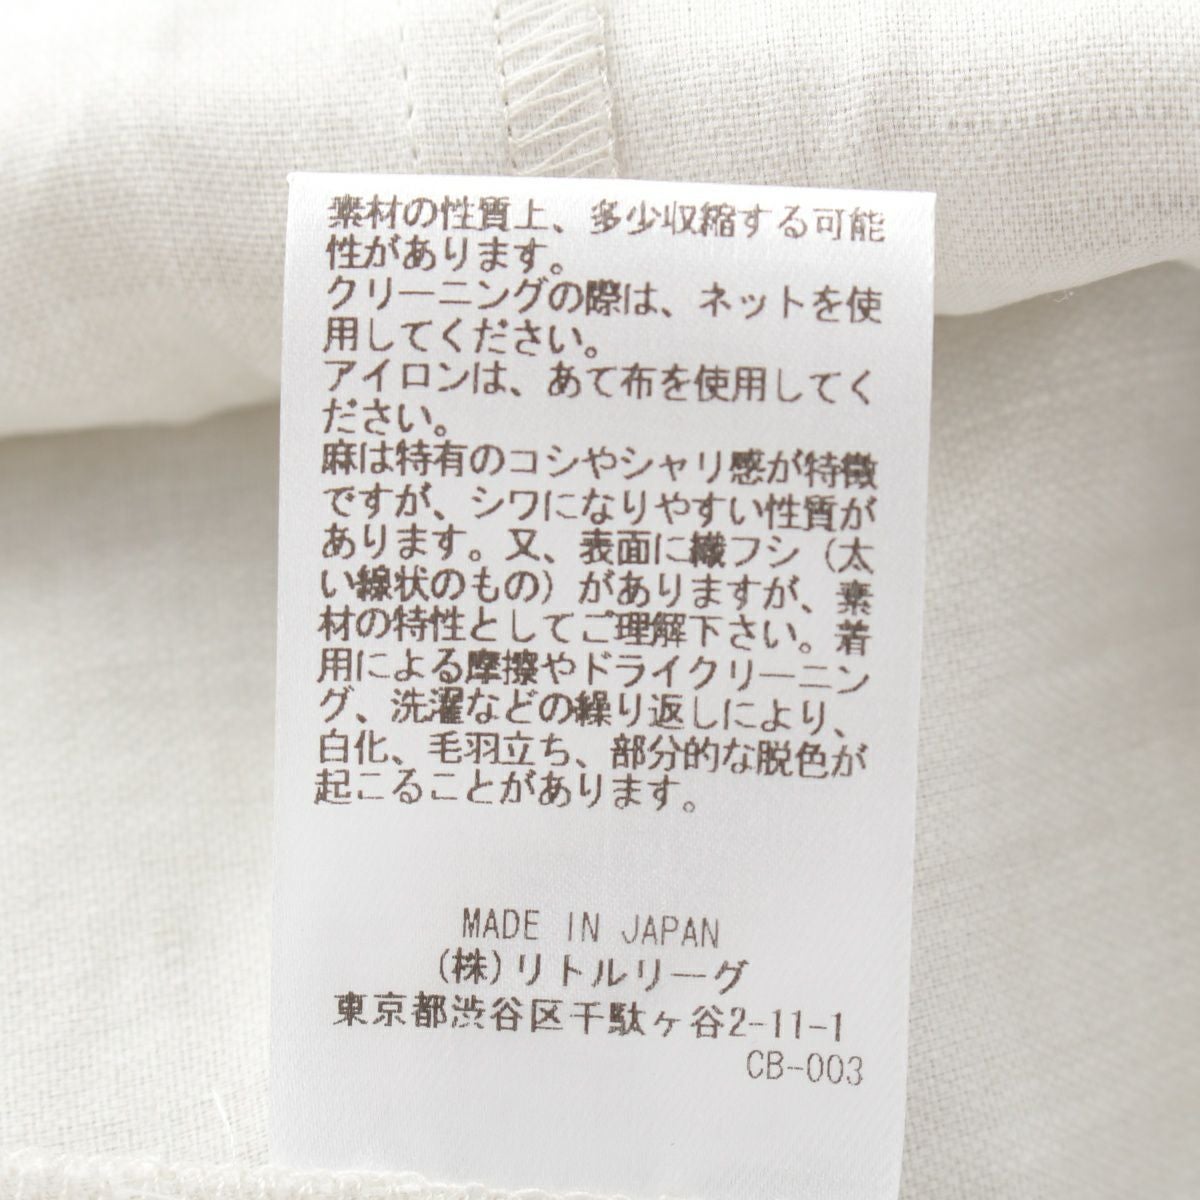 素材の性質上、多少収縮する可能
性があります。
クリーニングの際は、ネットを使
用してください。
アイロンは、あて布を使用してく
ださい。
麻は特有のコシやシャリ感が特徴
ですが、シワになりやすい性質が
あります。又、表面に織フシ（太
い線状のもの）がありますが、素
材の特性としてご理解下さい。着
用による摩擦やドライクリーニン
グ、洗濯などの繰り返しにより、
白化、毛羽立ち、部分的な脱色が
起こることがあります。
MADE IN JAPAN
(株)リトルリーグ
東京都渋谷区千駄ヶ谷2-11-1
CB-003